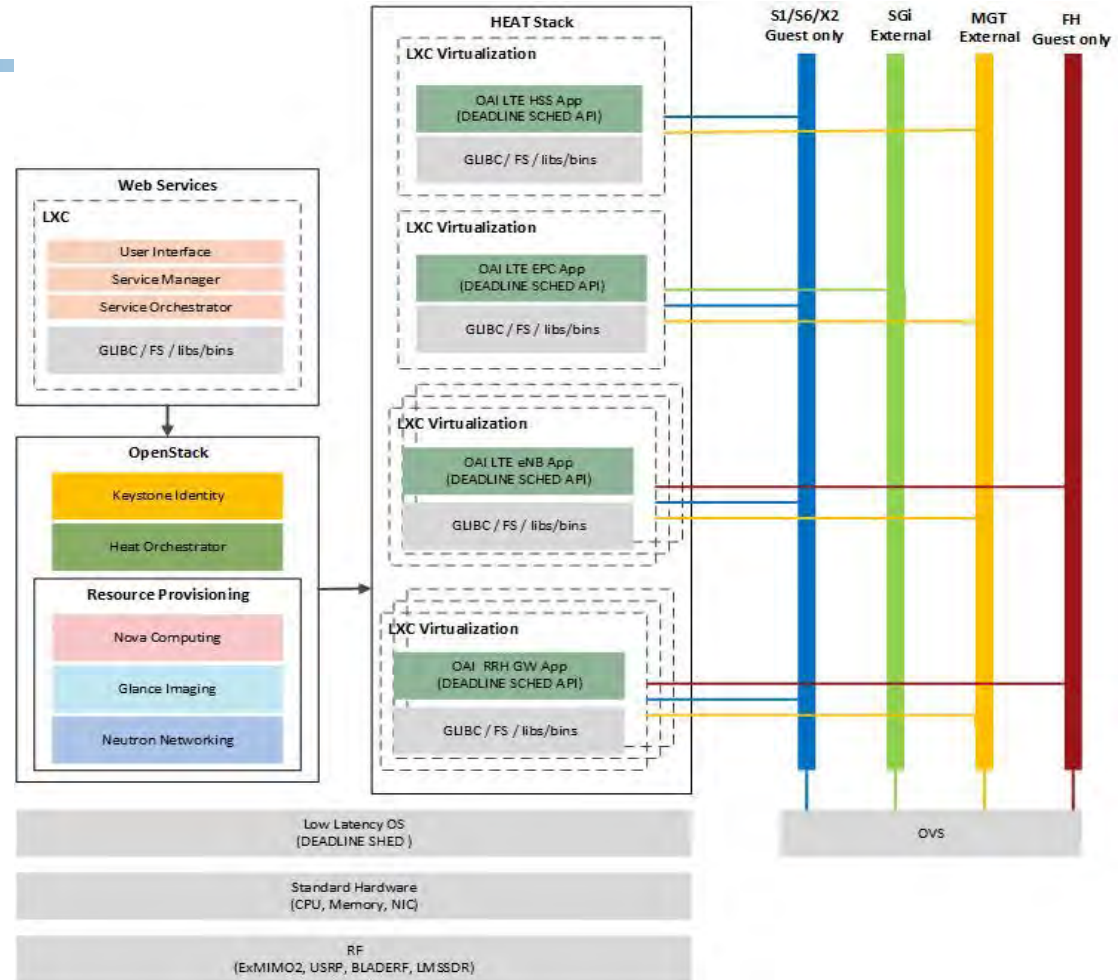 HEAT Stack
S1/S6/X2
Guest only
SGi
External
MGT
External
FH
Guest only
LXC Virtualization
OAI LTE HSS App
(DEADLINE SCHED API)
GLIBC / FS / libs/bins
Web Services
LXC
User Interface
Service Manager
Service Orchestrator
GLIBC / FS / libs/bins
LXC Virtualization
OAI LTE EPC App
(DEADLINE SCHED API)
GLIBC / FS / libs/bins
OpenStack
Keystone Identity
Heat Orchestrator
Resource Provisioning
Nova Computing
Glance Imaging
Neutron Networking
LXC Virtualization
OAI LTE eNB App
(DEADLINE SCHED API)
GLIBC / FS / libs/bins
LXC Virtualization
OAI RRH GW App
(DEADLINE SCHED API)
GLIBC / FS / libs/bins
Low Latency OS
(DEADLINE SHED )
OVS
Standard Hardware
(CPU, Memory, NIC)
RF
(ExMIMO2, USRP, BLADERF, LMSSDR)